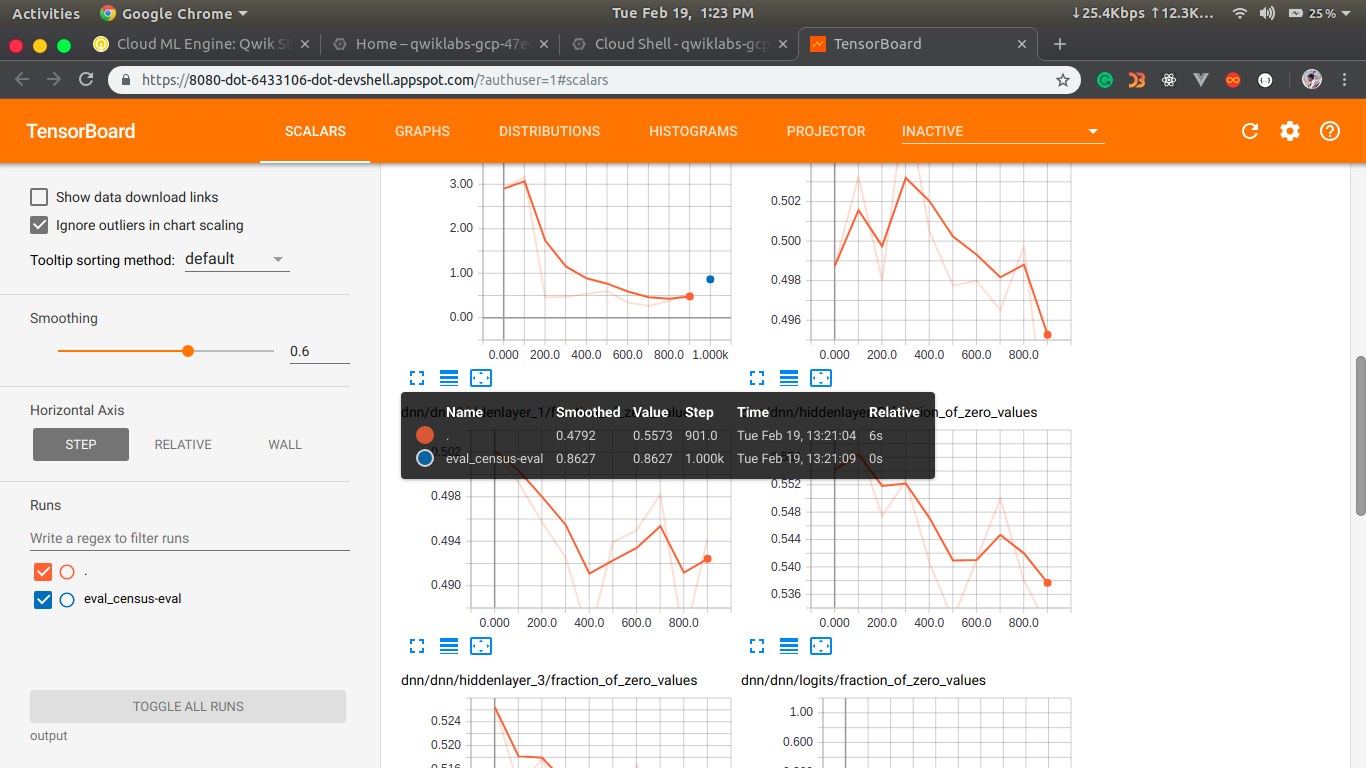 Activities Google Chrome Tue Feb 19, 1:23 PM ↓25.4Kbps ↑12.3K... 25 %
Cloud ML Engine: Qwik St Home – qwiklabs-gcp-47e Cloud Shell - qwiklabs-gcp TensorBoard
https://8080-dot-6433106-dot-devshell.appspot.com/?authuser=1#scalars
TensorBoard SCALARS GRAPHS DISTRIBUTIONS HISTOGRAMS PROJECTOR INACTIVE
Show data download links
Ignore outliers in chart scaling
Tooltip sorting method: default
Smoothing
0.6
Horizontal Axis
STEP RELATIVE WALL
Runs
Write a regex to filter runs
.
eval_census-eval
TOGGLE ALL RUNS
output
3.00
2.00
1.00
0.00
0.000 200.0 400.0 600.0 800.0 1.000k
0.502
0.500
0.498
0.496
0.000 200.0 400.0 600.0 800.0
Name Smoothed Value Step Time Relative
. 0.4792 0.5573 901.0 Tue Feb 19, 13:21:04 6s
eval_census-eval 0.8627 0.8627 1.000k Tue Feb 19, 13:21:09 0s
dnn/dnn/hiddenlayer_1/fraction_of_zero_values
0.502
0.498
0.494
0.490
0.000 200.0 400.0 600.0 800.0
dnn/hiddenlayer
on_of_zero_values
0.552
0.548
0.544
0.540
0.536
0.000 200.0 400.0 600.0 800.0
dnn/dnn/hiddenlayer_3/fraction_of_zero_values
0.524
0.520
0.516
dnn/dnn/logits/fraction_of_zero_values
1.00
0.600